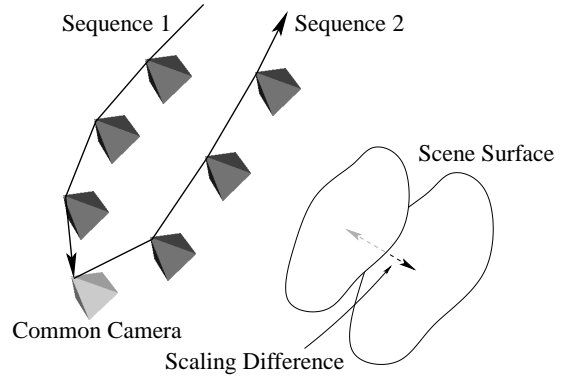 Sequence 1
Sequence 2
Scene Surface
Common Camera
Scaling Difference